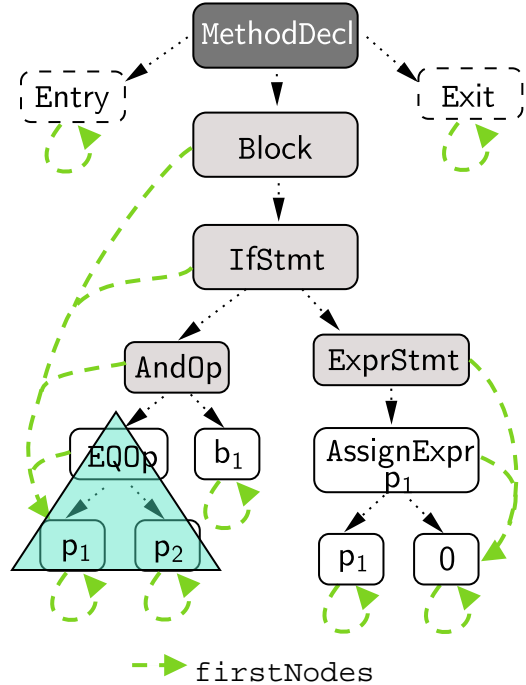 MethodDecl
Entry
Exit
Block
IfStmt
AndOp
ExprStmt
EQOp
b1
AssignExpr
p1
p1
p2
p1
0
firstNodes